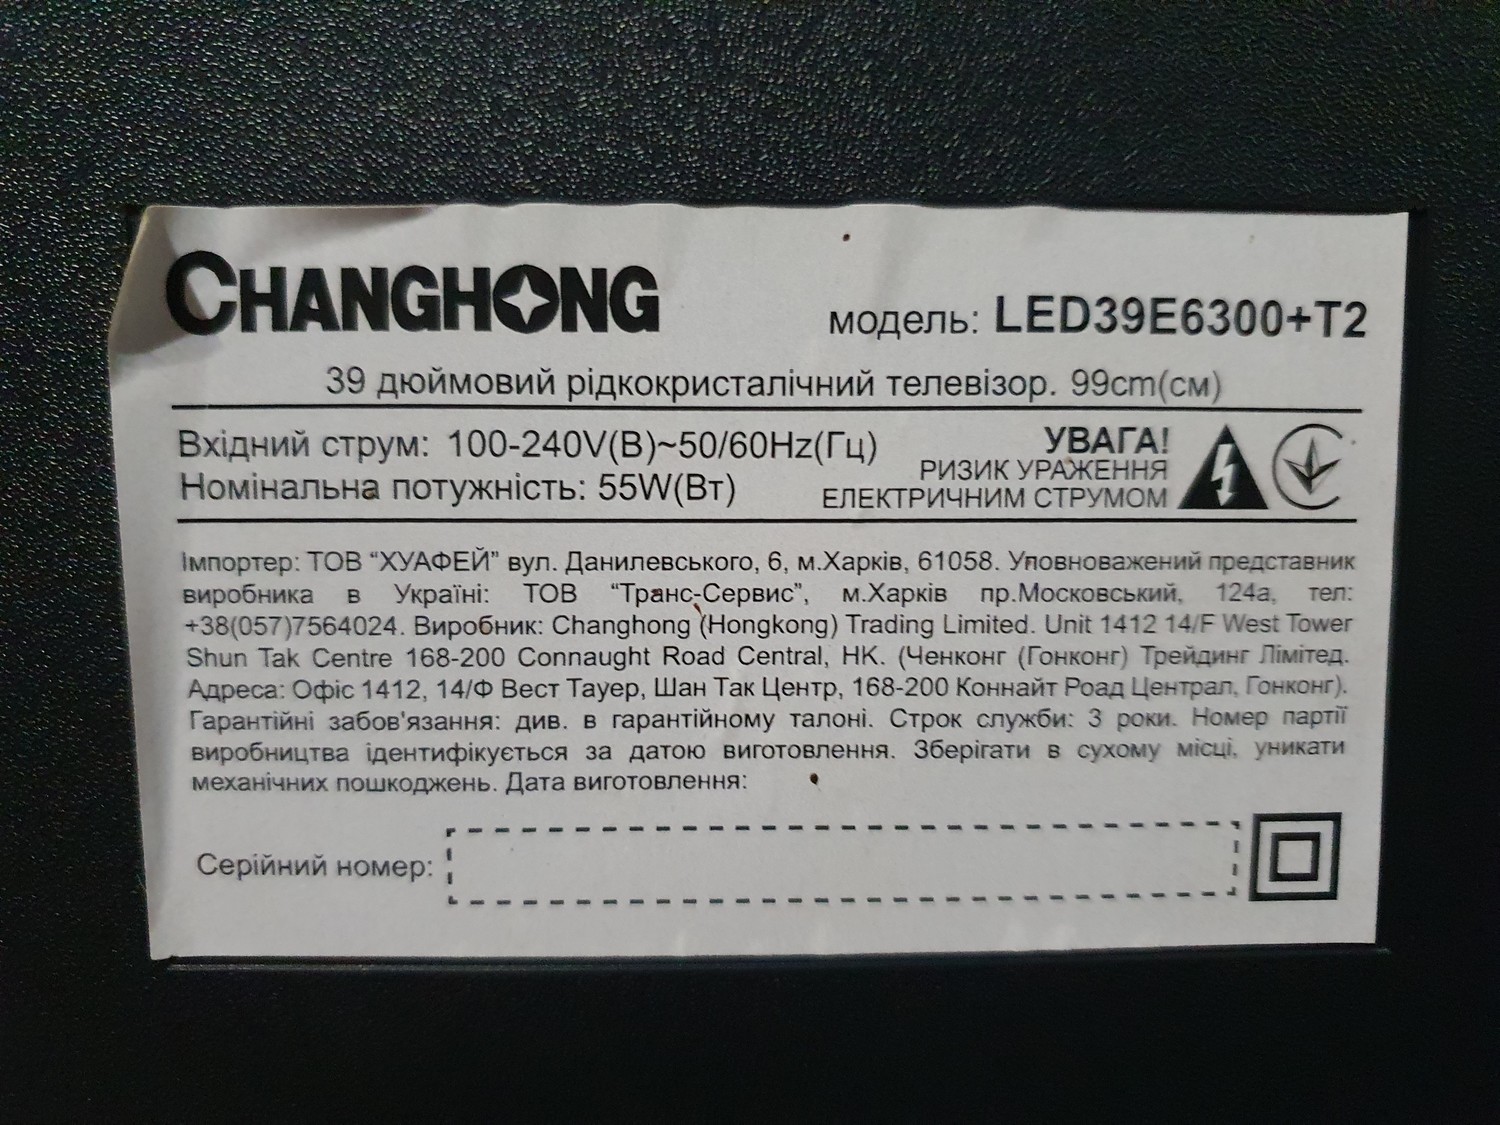 CHANGHONG
модель: LED39E6300+T2
39 дюймовий рідкокристалічний телевізор. 99cm(см)
Вхідний струм: 100-240V(В)~50/60Hz(Гц)
Номінальна потужність: 55W(Вт)
УВАГА!
РИЗИК УРАЖЕННЯ
ЕЛЕКТРИЧНИМ СТРУМОМ
Імпортер: ТОВ “ХУАФЕЙ” вул. Данилевського, 6, м.Харків, 61058. Уповноважений представник
виробника в Україні: ТОВ “Транс-Сервис”, м.Харків пр.Московський, 124а, тел:
+38(057)7564024. Виробник: Changhong (Hongkong) Trading Limited. Unit 1412 14/F West Tower
Shun Tak Centre 168-200 Connaught Road Central, HK. (Ченконг (Гонконг) Трейдинг Лімітед.
Адреса: Офіс 1412, 14/Ф Вест Тауер, Шан Так Центр, 168-200 Коннайт Роад Централ, Гонконг).
Гарантійні забов'язання: див. в гарантійному талоні. Строк служби: 3 роки. Номер партії
виробництва ідентифікується за датою виготовлення. Зберігати в сухому місці, уникати
механічних пошкоджень. Дата виготовлення:
Серійний номер: